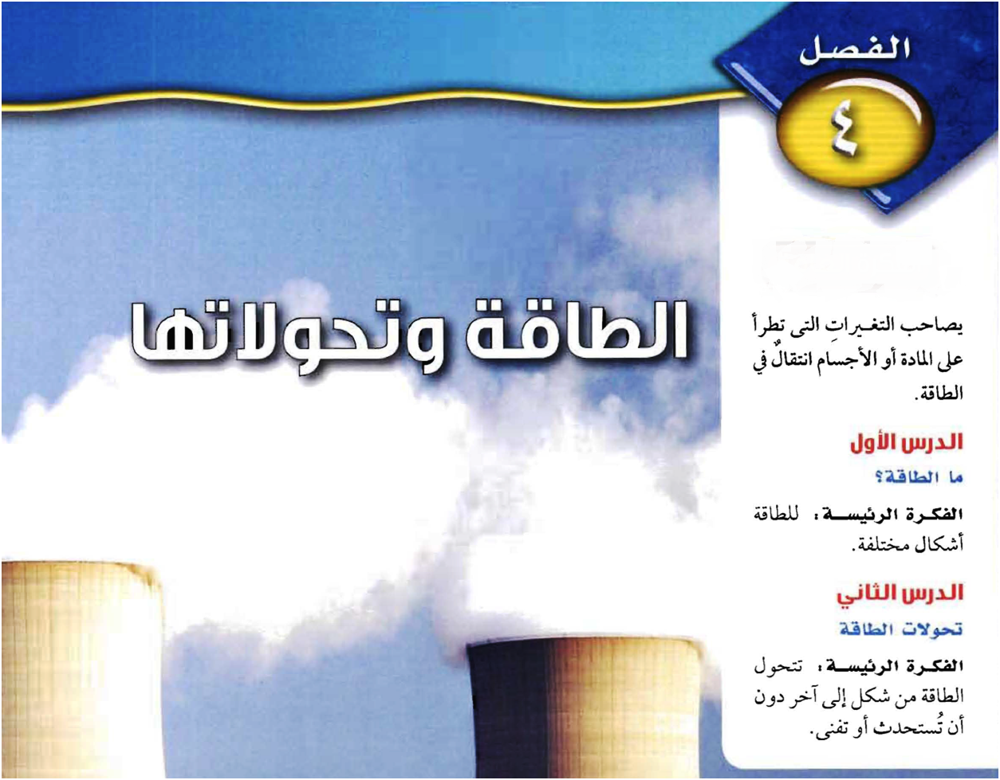 الفصل
٤
الطاقة وتحولاتها
يصاحب التغيراتِ التى تطرأ
على المادة أو الأجسام انتقالٌ في
الطاقة.
الدرس الأول
ما الطاقة؟
الفكرة الرئيسة: للطاقة
أشكال مختلفة.
الدرس الثاني
تحولات الطاقة
الفكرة الرئيسة: تتحول
الطاقة من شكل إلى آخر دون
أن تُستحدث أو تفنى.